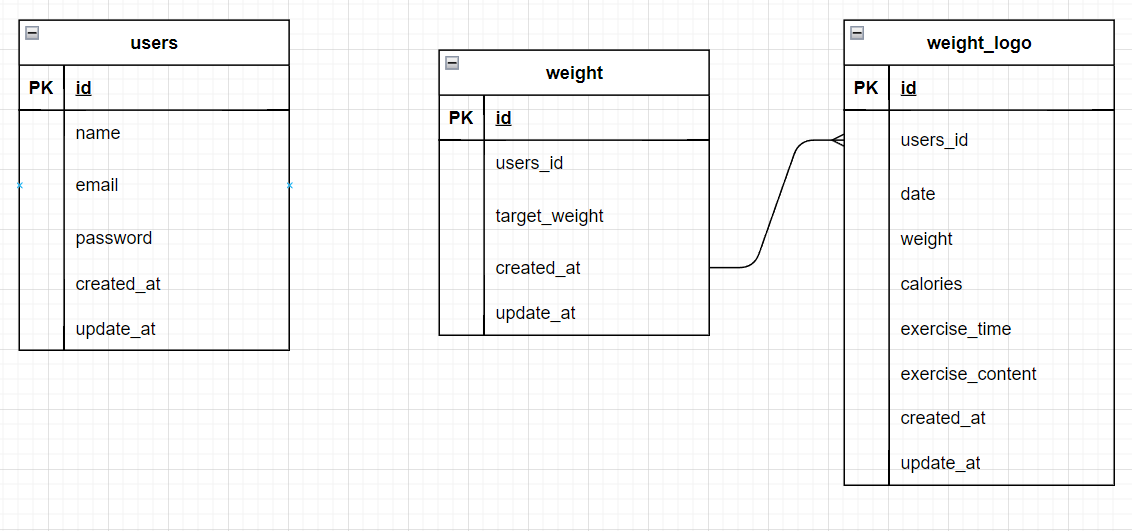 users
PK id
name
email
password
created_at
update_at
weight
PK id
users_id
target_weight
created_at
update_at
weight_logo
PK id
users_id
date
weight
calories
exercise_time
exercise_content
created_at
update_at